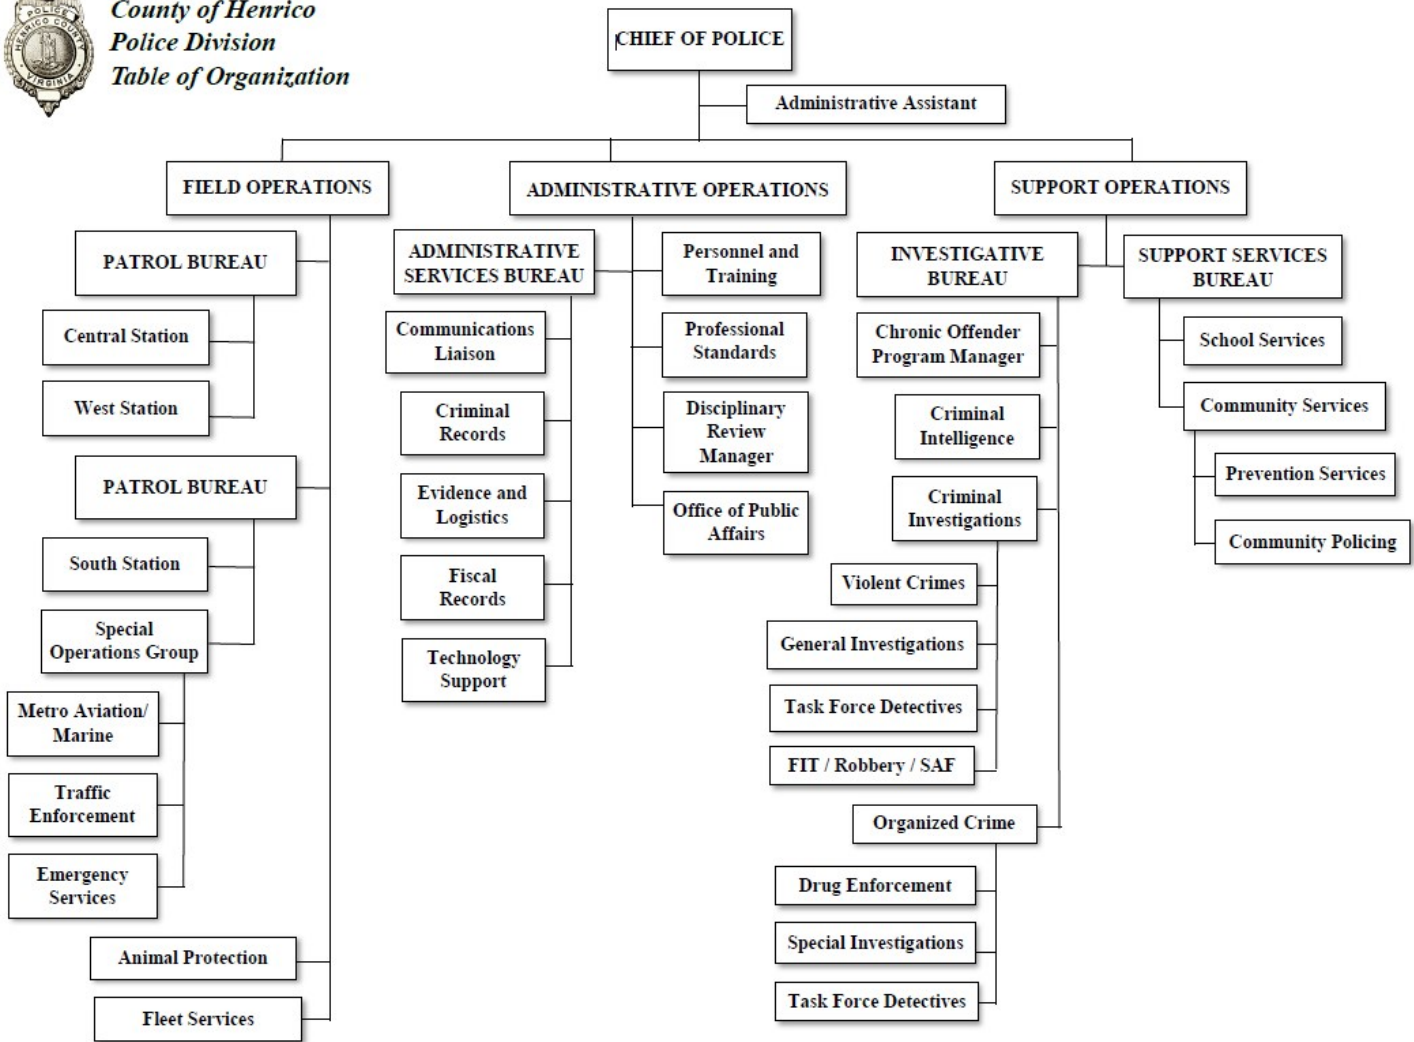 County of Henrico
Police Division
Table of Organization
POLICE
HENRICO COUNTY
VIRGINIA
CHIEF OF POLICE
Administrative Assistant
FIELD OPERATIONS
PATROL BUREAU
Central Station
West Station
PATROL BUREAU
South Station
Special
Operations Group
Metro Aviation/
Marine
Traffic
Enforcement
Emergency
Services
Animal Protection
Fleet Services
ADMINISTRATIVE OPERATIONS
ADMINISTRATIVE
SERVICES BUREAU
Communications
Liaison
Criminal
Records
Evidence and
Logistics
Fiscal
Records
Technology
Support
Personnel and
Training
Professional
Standards
Disciplinary
Review
Manager
Office of Public
Affairs
SUPPORT OPERATIONS
INVESTIGATIVE
BUREAU
Chronic Offender
Program Manager
Criminal
Intelligence
Criminal
Investigations
Violent Crimes
General Investigations
Task Force Detectives
FIT / Robbery / SAF
Organized Crime
Drug Enforcement
Special Investigations
Task Force Detectives
SUPPORT SERVICES
BUREAU
School Services
Community Services
Prevention Services
Community Policing